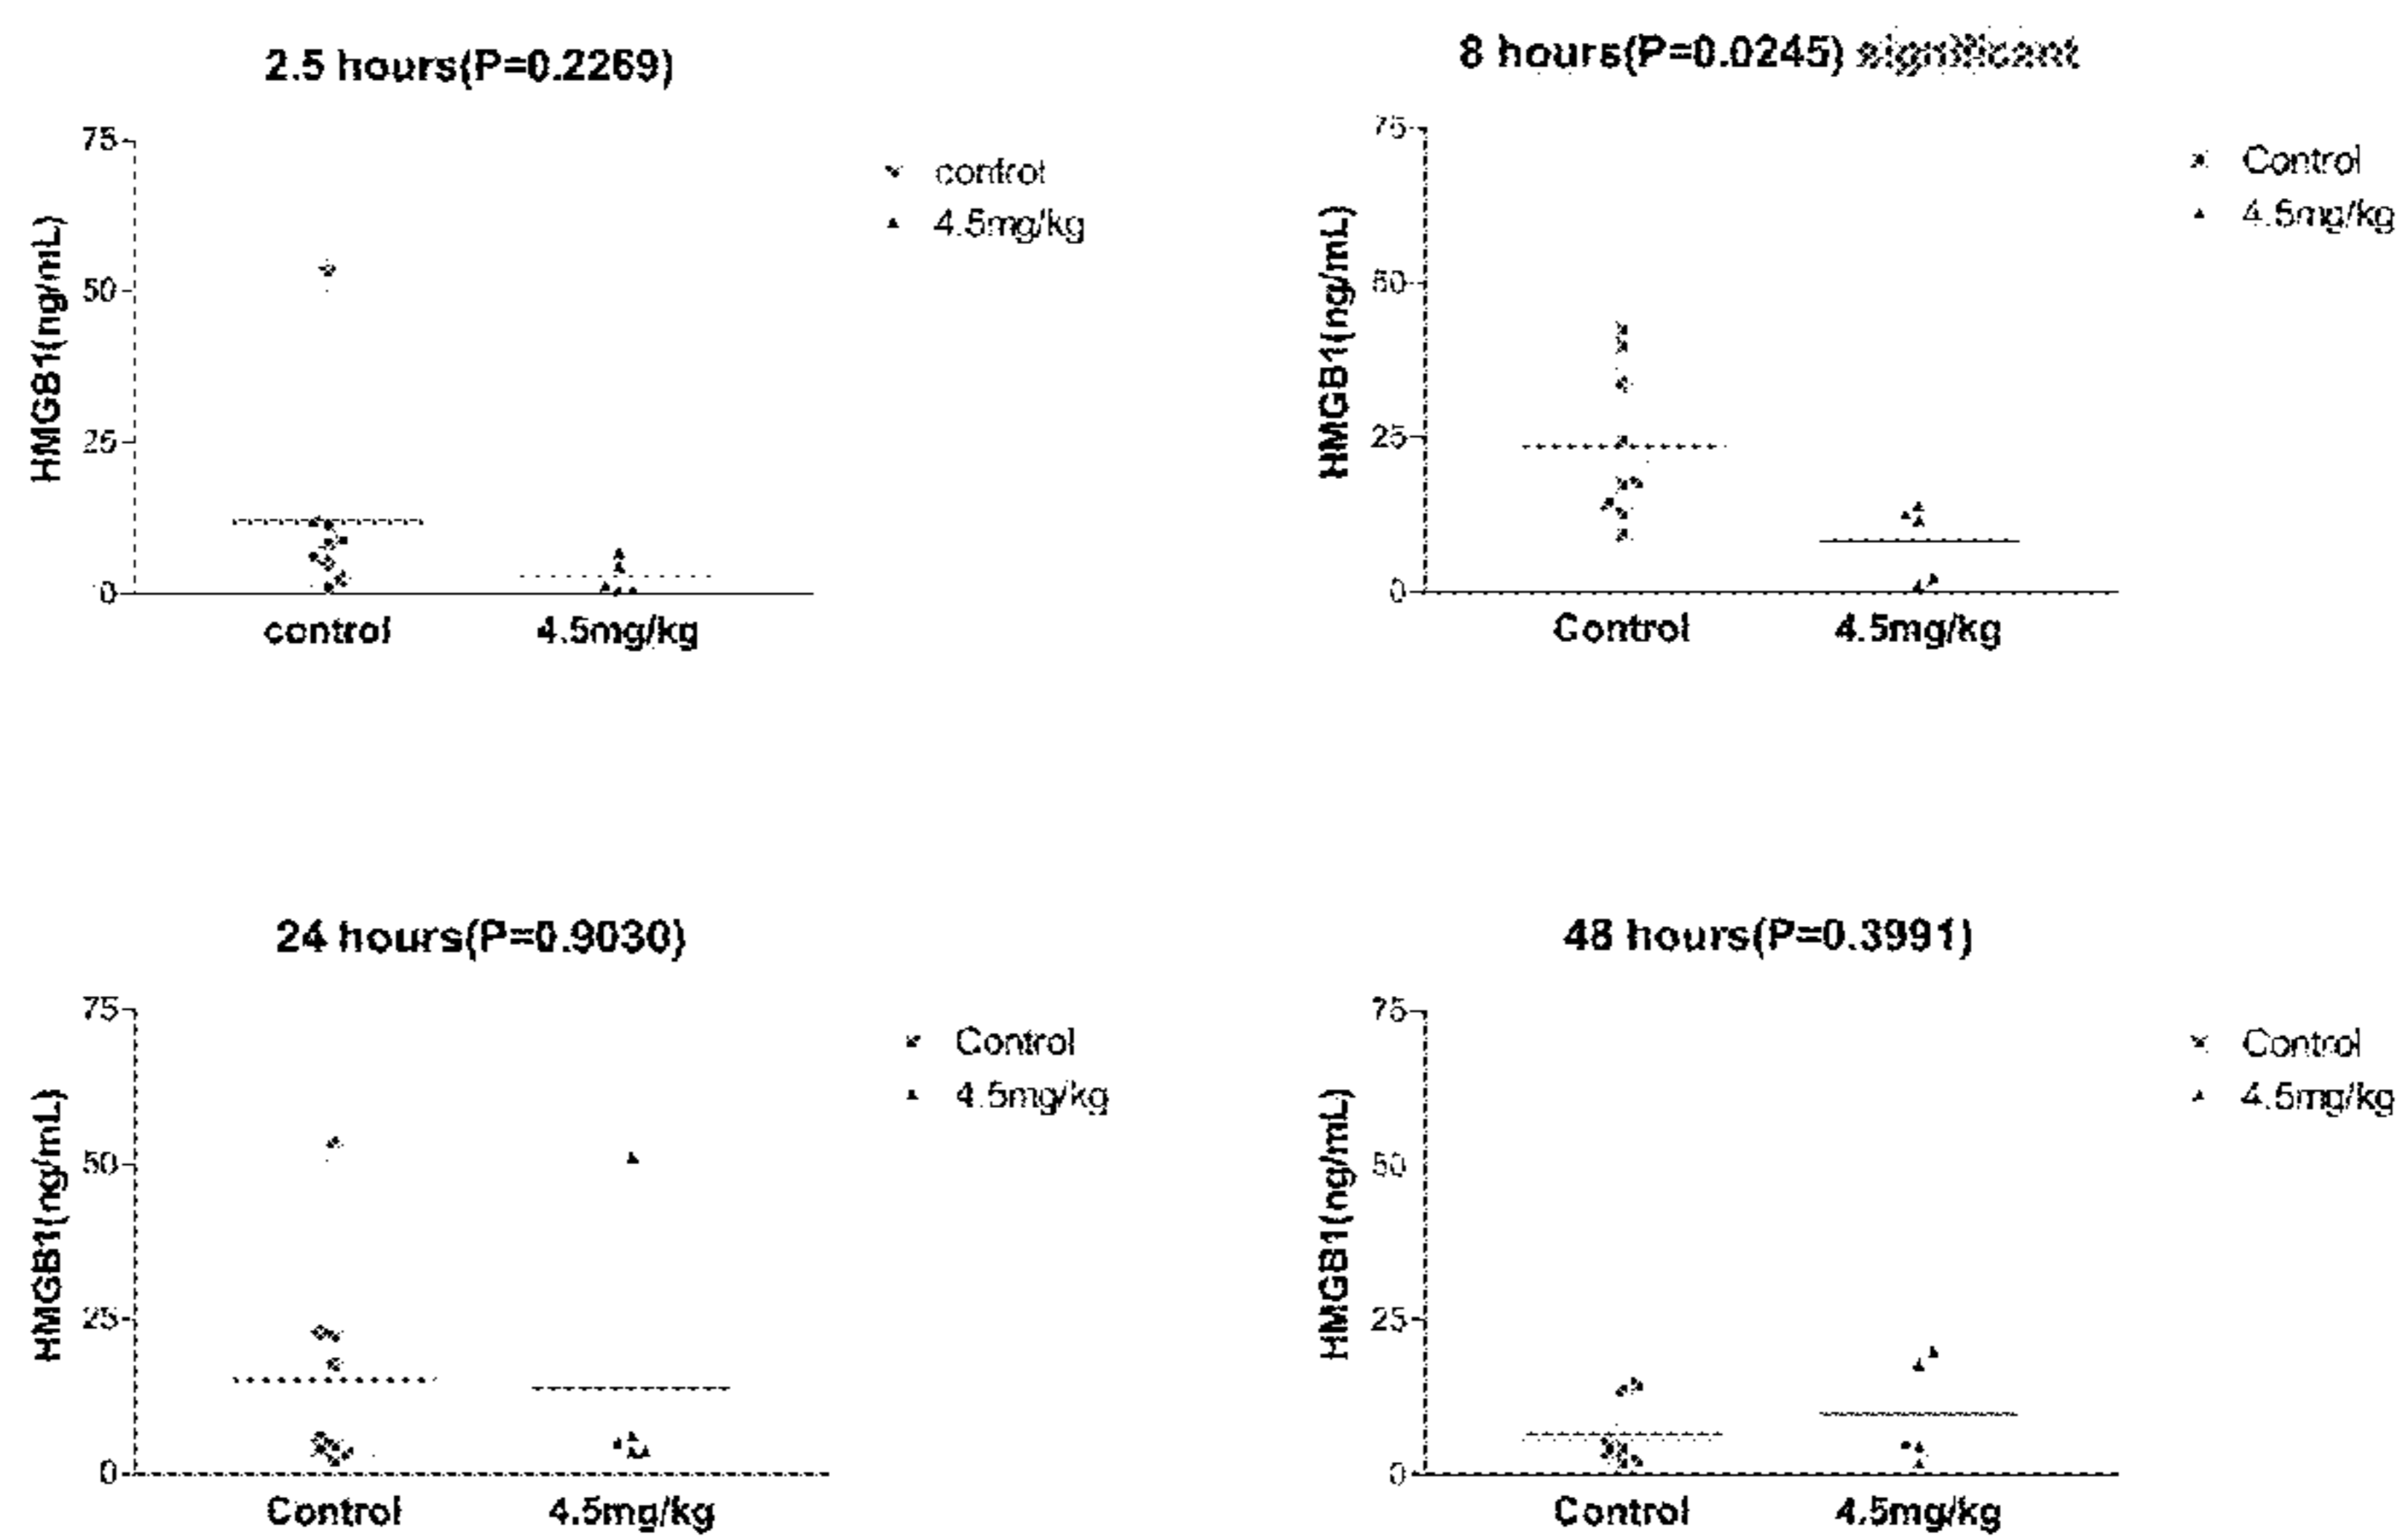 2.5 hours(P=0.2269)
75
50
25
0
HMGB1(ng/mL)
control
4.5mg/kg
control
4.5mg/kg
8 hours(P=0.0245) significant
75
50
25
0
HMGB1(ng/mL)
Control
4.5mg/kg
Control
4.5mg/kg
24 hours(P=0.9030)
75
50
25
0
HMGB1(ng/mL)
Control
4.5mg/kg
Control
4.5mg/kg
48 hours(P=0.3991)
75
50
25
0
HMGB1(ng/mL)
Control
4.5mg/kg
Control
4.5mg/kg